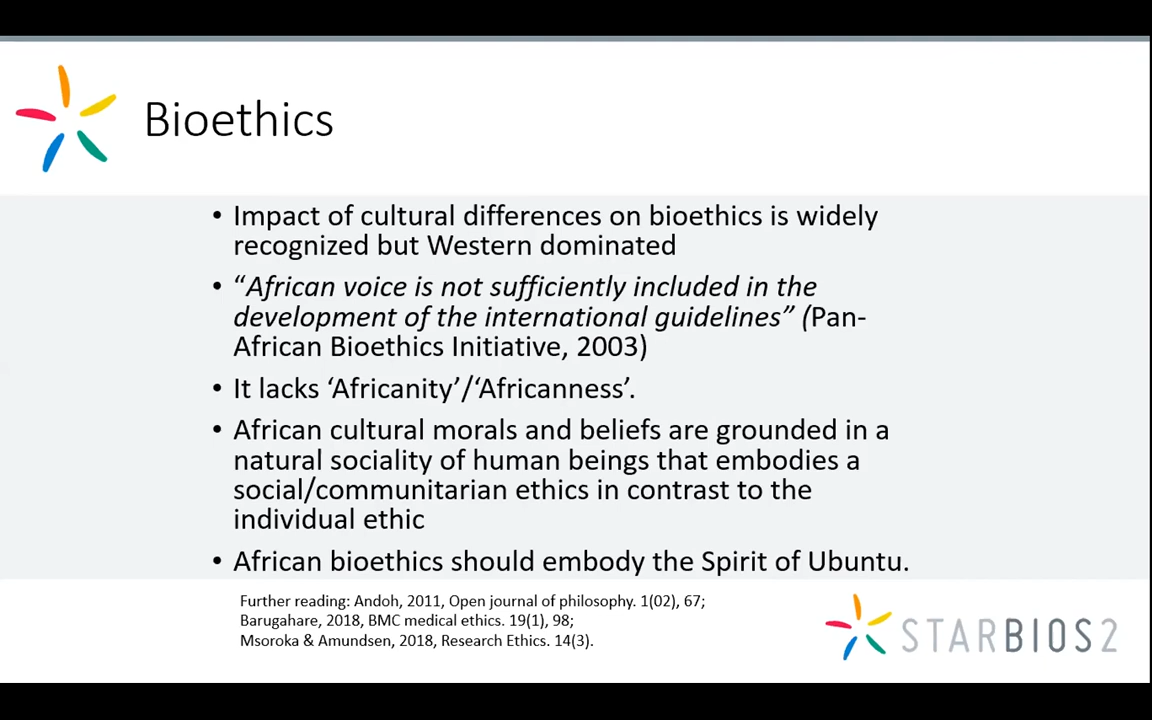 Bioethics
• Impact of cultural differences on bioethics is widely
recognized but Western dominated
• “African voice is not sufficiently included in the
development of the international guidelines” (Pan-
African Bioethics Initiative, 2003)
• It lacks ‘Africanity’/‘Africanness’.
• African cultural morals and beliefs are grounded in a
natural sociality of human beings that embodies a
social/communitarian ethics in contrast to the
individual ethic
• African bioethics should embody the Spirit of Ubuntu.
Further reading: Andoh, 2011, Open journal of philosophy. 1(02), 67;
Barugahare, 2018, BMC medical ethics. 19(1), 98;
Msoroka & Amundsen, 2018, Research Ethics. 14(3).
STARBIOS2